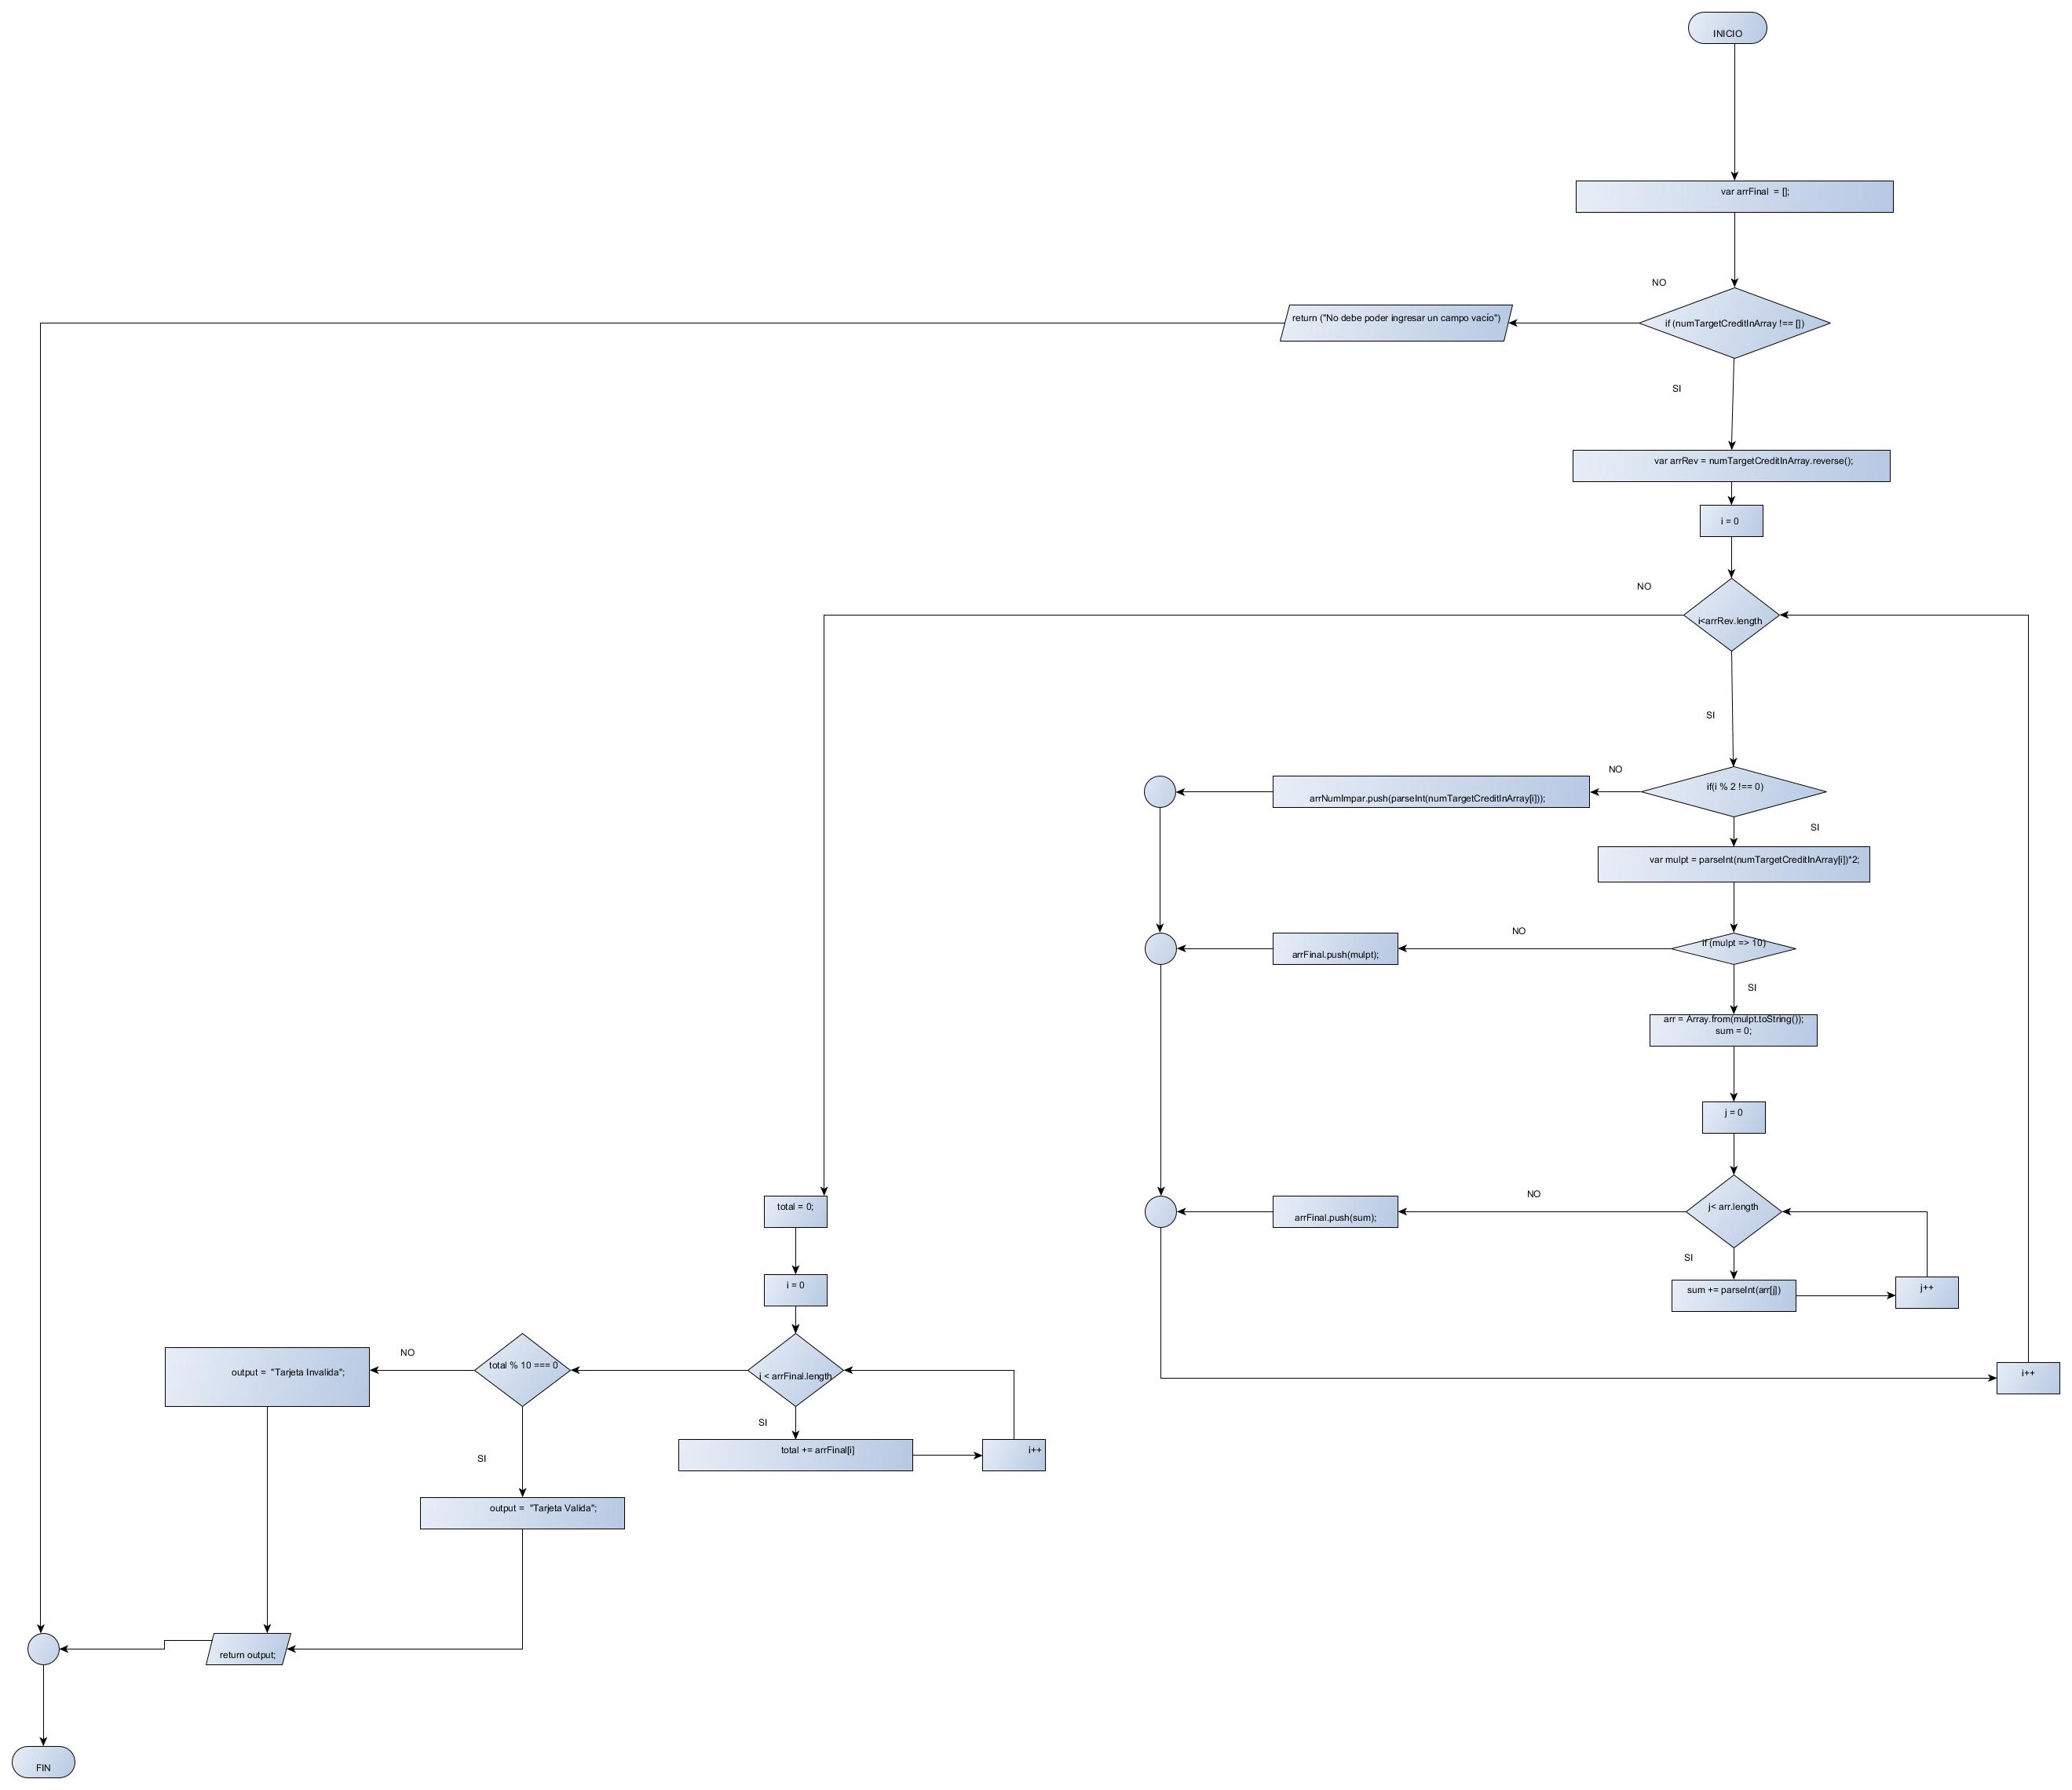 INICIO
var arrFinal = [];
NO
if (numTargetCreditInArray !== [])
return ("No debe poder ingresar un campo vacío")
SI
var arrRev = numTargetCreditInArray.reverse();
i = 0
NO
i<arrRev.length
SI
NO
if(i % 2 !== 0)
arrNumImpar.push(parseInt(numTargetCreditInArray[i]));
SI
var mulpt = parseInt(numTargetCreditInArray[i])*2;
NO
if (mulpt => 10)
arrFinal.push(mulpt);
SI
arr = Array.from(mulpt.toString());
sum = 0;
j = 0
NO
j< arr.length
arrFinal.push(sum);
SI
sum += parseInt(arr[j])
j++
i++
total = 0;
i = 0
i < arrFinal.length
SI
total += arrFinal[i]
i++
total % 10 === 0
NO
output = "Tarjeta Invalida";
SI
output = "Tarjeta Valida";
return output;
FIN